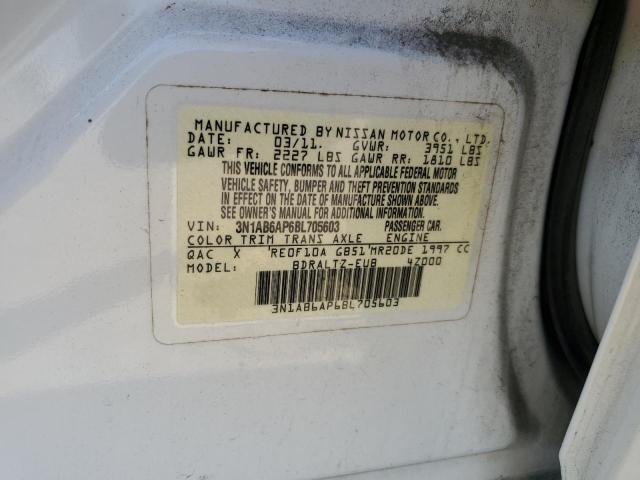 MANUFACTURED BY NISSAN MOTOR CO., LTD.
DATE: 03/11. GVWR: 3951 LBS
GAWR FR: 2227 LBS GAWR RR: 1810 LBS
THIS VEHICLE CONFORMS TO ALL APPLICABLE FEDERAL MOTOR
VEHICLE SAFETY, BUMPER AND THEFT PREVENTION STANDARDS
IN EFFECT ON THE DATE OF MANUFACTURE SHOWN ABOVE.
SEE OWNER'S MANUAL FOR ADDITIONAL INFORMATION.
VIN: 3N1AB6AP6BL705603 PASSENGER CAR.
COLOR TRIM TRANS AXLE ENGINE
QAC X RE0F10A GB51 MR20DE 1997 CC
MODEL: BDRALTZ-EUB 4Z000
3N1AB6AP6BL705603